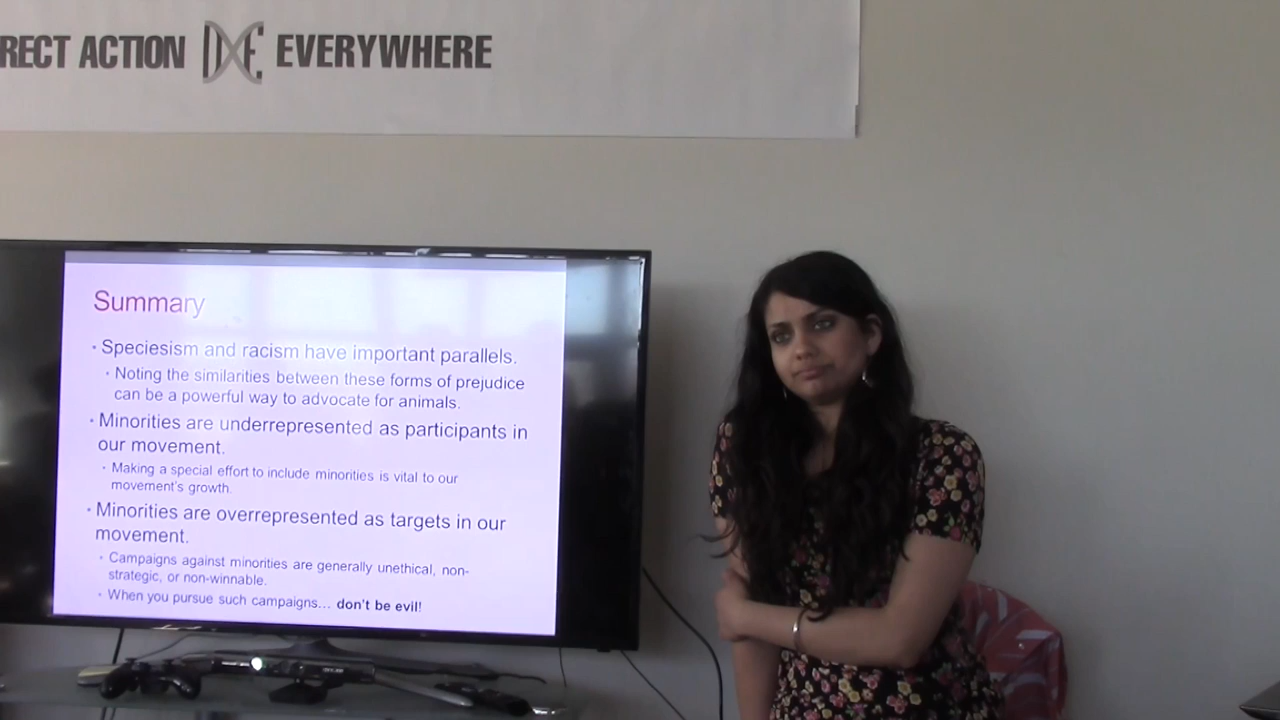 RECT ACTION DXE EVERYWHERE
Summary
• Speciesism and racism have important parallels.
• Noting the similarities between these forms of prejudice
can be a powerful way to advocate for animals.
• Minorities are underrepresented as participants in
our movement.
• Making a special effort to include minorities is vital to our
movement's growth.
• Minorities are overrepresented as targets in our
movement.
• Campaigns against minorities are generally unethical, non-
strategic, or non-winnable.
• When you pursue such campaigns... don't be evil!